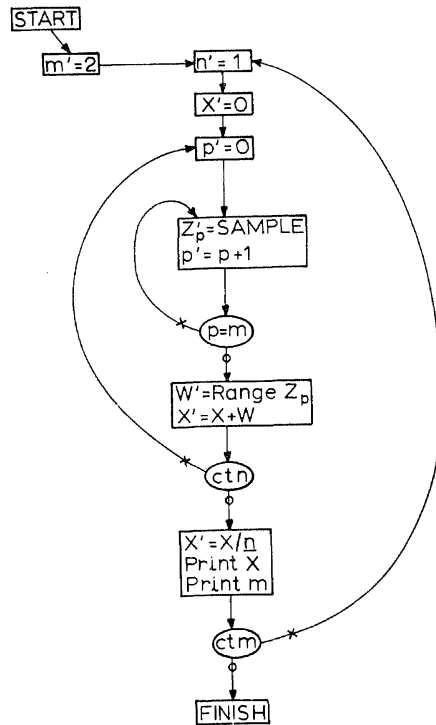 START
m'=2
n'=1
X'=0
p'=0
Z'p=SAMPLE
p'=p+1
p=m
W'=Range Zp
X'=X+W
ctn
X'=X/n
Print X
Print m
ctm
FINISH